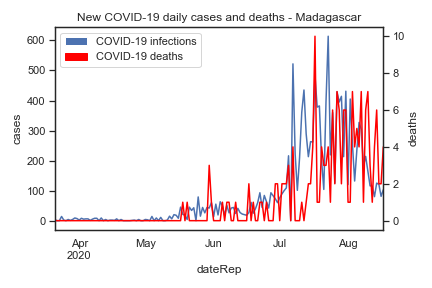 New COVID-19 daily cases and deaths - Madagascar
COVID-19 infections
COVID-19 deaths
600
500
400
300
200
100
0
cases
10
8
6
4
2
0
deaths
Apr
2020
May
Jun
Jul
Aug
dateRep